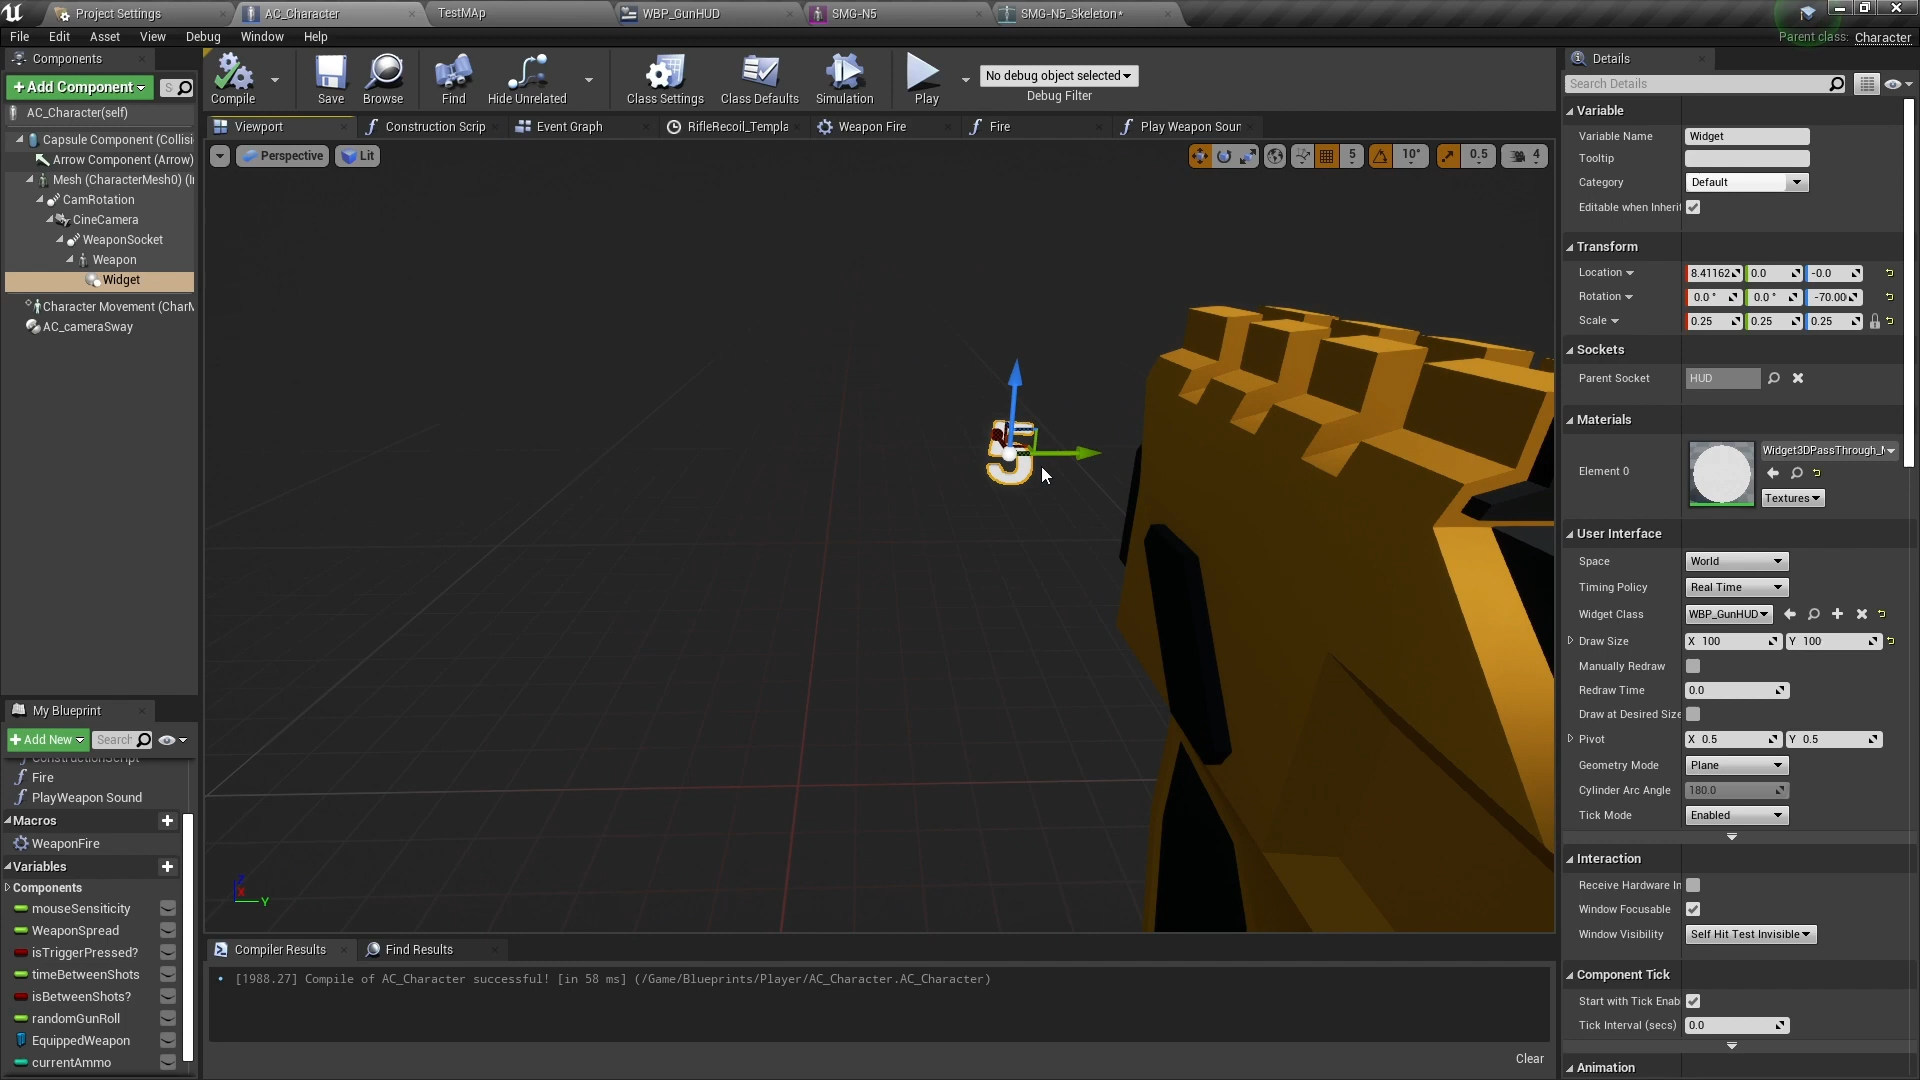 Project Settings
AC_Character
TestMAp
WBP_GunHUD
SMG-N5
SMG-N5_Skeleton*
File Edit Asset View Debug Window Help
Parent class: Character
Components
+Add Component
AC_Character(self)
Capsule Component (Collisi
Arrow Component (Arrow)
Mesh (CharacterMesh0) (I
CamRotation
CineCamera
WeaponSocket
Weapon
Widget
Character Movement (CharM
AC_cameraSway
Compile
Save
Browse
Find
Hide Unrelated
Class Settings
Class Defaults
Simulation
Play
No debug object selected
Debug Filter
Viewport
Construction Scrip
Event Graph
RifleRecoil_Templa
Weapon Fire
Fire
Play Weapon Sour
Perspective
Lit
5
10°
0.5
4
5
Z
X
Y
My Blueprint
+Add New
Search
ConstructionScript
Fire
PlayWeapon Sound
Macros
WeaponFire
Variables
Components
mouseSensitivity
WeaponSpread
isTriggerPressed?
timeBetweenShots
isBetweenShots?
randomGunRoll
EquippedWeapon
currentAmmo
Compiler Results
Find Results
[1988.27] Compile of AC_Character successful! [in 58 ms] (/Game/Blueprints/Player/AC_Character.AC_Character)
Clear
Details
Search Details
Variable
Variable Name Widget
Tooltip
Category Default
Editable when Inherit
Transform
Location 8.41162 0.0 -0.0
Rotation 0.0 ° 0.0 ° -70.00
Scale 0.25 0.25 0.25
Sockets
Parent Socket HUD
Materials
Element 0
Widget3DPassThrough_M
Textures
User Interface
Space World
Timing Policy Real Time
Widget Class WBP_GunHUD
Draw Size X 100 Y 100
Manually Redraw
Redraw Time 0.0
Draw at Desired Size
Pivot X 0.5 Y 0.5
Geometry Mode Plane
Cylinder Arc Angle 180.0
Tick Mode Enabled
Interaction
Receive Hardware In
Window Focusable
Window Visibility Self Hit Test Invisible
Component Tick
Start with Tick Enab
Tick Interval (secs) 0.0
Animation